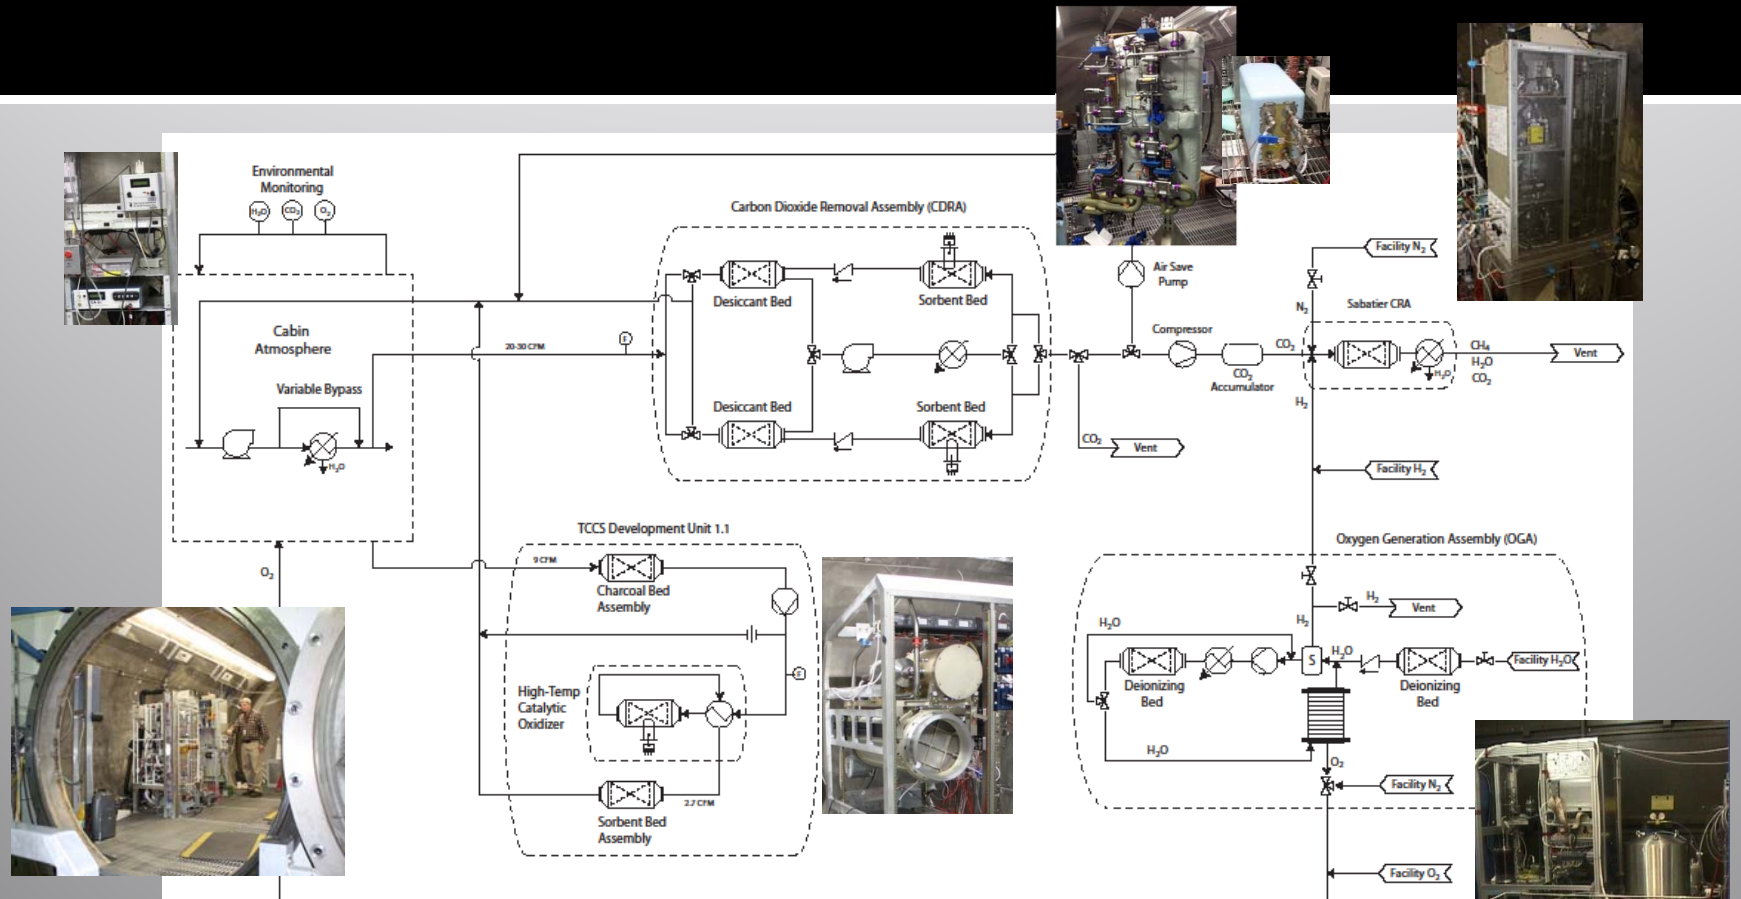 Environmental
Monitoring
H₂O
CO₂
O₂
Cabin
Atmosphere
Variable Bypass
H₂O
O₂
20-30 CFM
F
Carbon Dioxide Removal Assembly (CDRA)
Desiccant Bed
Sorbent Bed
Desiccant Bed
Sorbent Bed
Air Save
Pump
Compressor
CO₂
Accumulator
CO₂
CO₂
Vent
Facility N₂
N₂
Sabatier CRA
H₂O
CH₄
H₂O
CO₂
Vent
H₂
Facility H₂
TCCS Development Unit 1.1
9 CFM
Charcoal Bed
Assembly
F
High-Temp
Catalytic
Oxidizer
2.7 CFM
Sorbent Bed
Assembly
Oxygen Generation Assembly (OGA)
H₂
Vent
H₂
H₂O
S
H₂O
Facility H₂O
Deionizing
Bed
Deionizing
Bed
H₂O
O₂
Facility N₂
Facility O₂